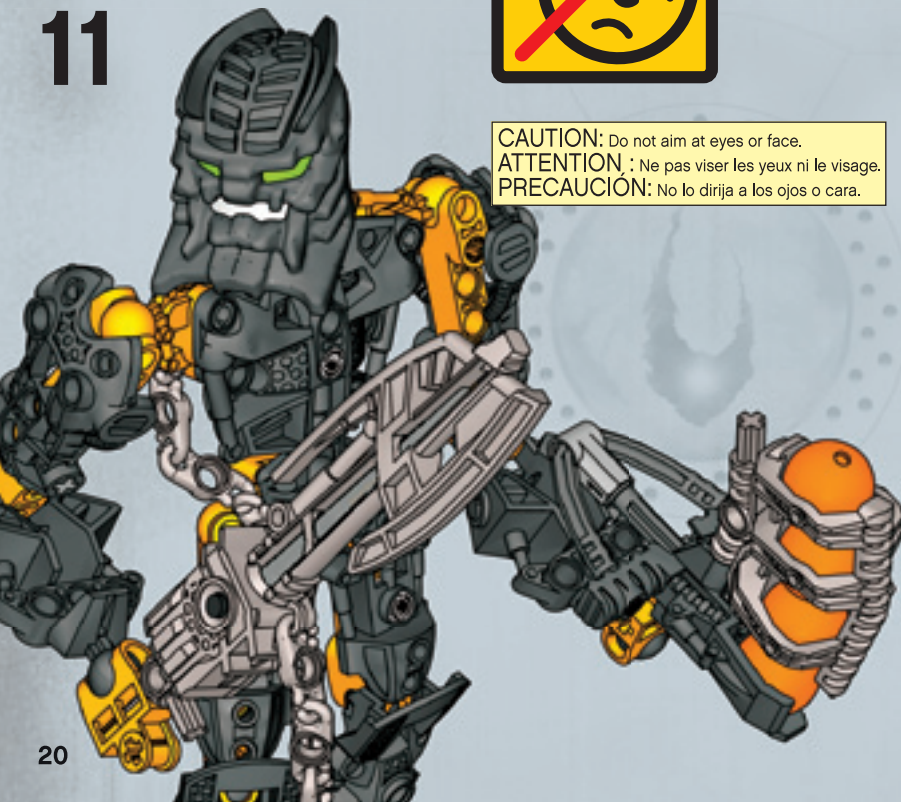 11
CAUTION: Do not aim at eyes or face.
ATTENTION : Ne pas viser les yeux ni le visage.
PRECAUCIÓN: No lo dirija a los ojos o cara.
20